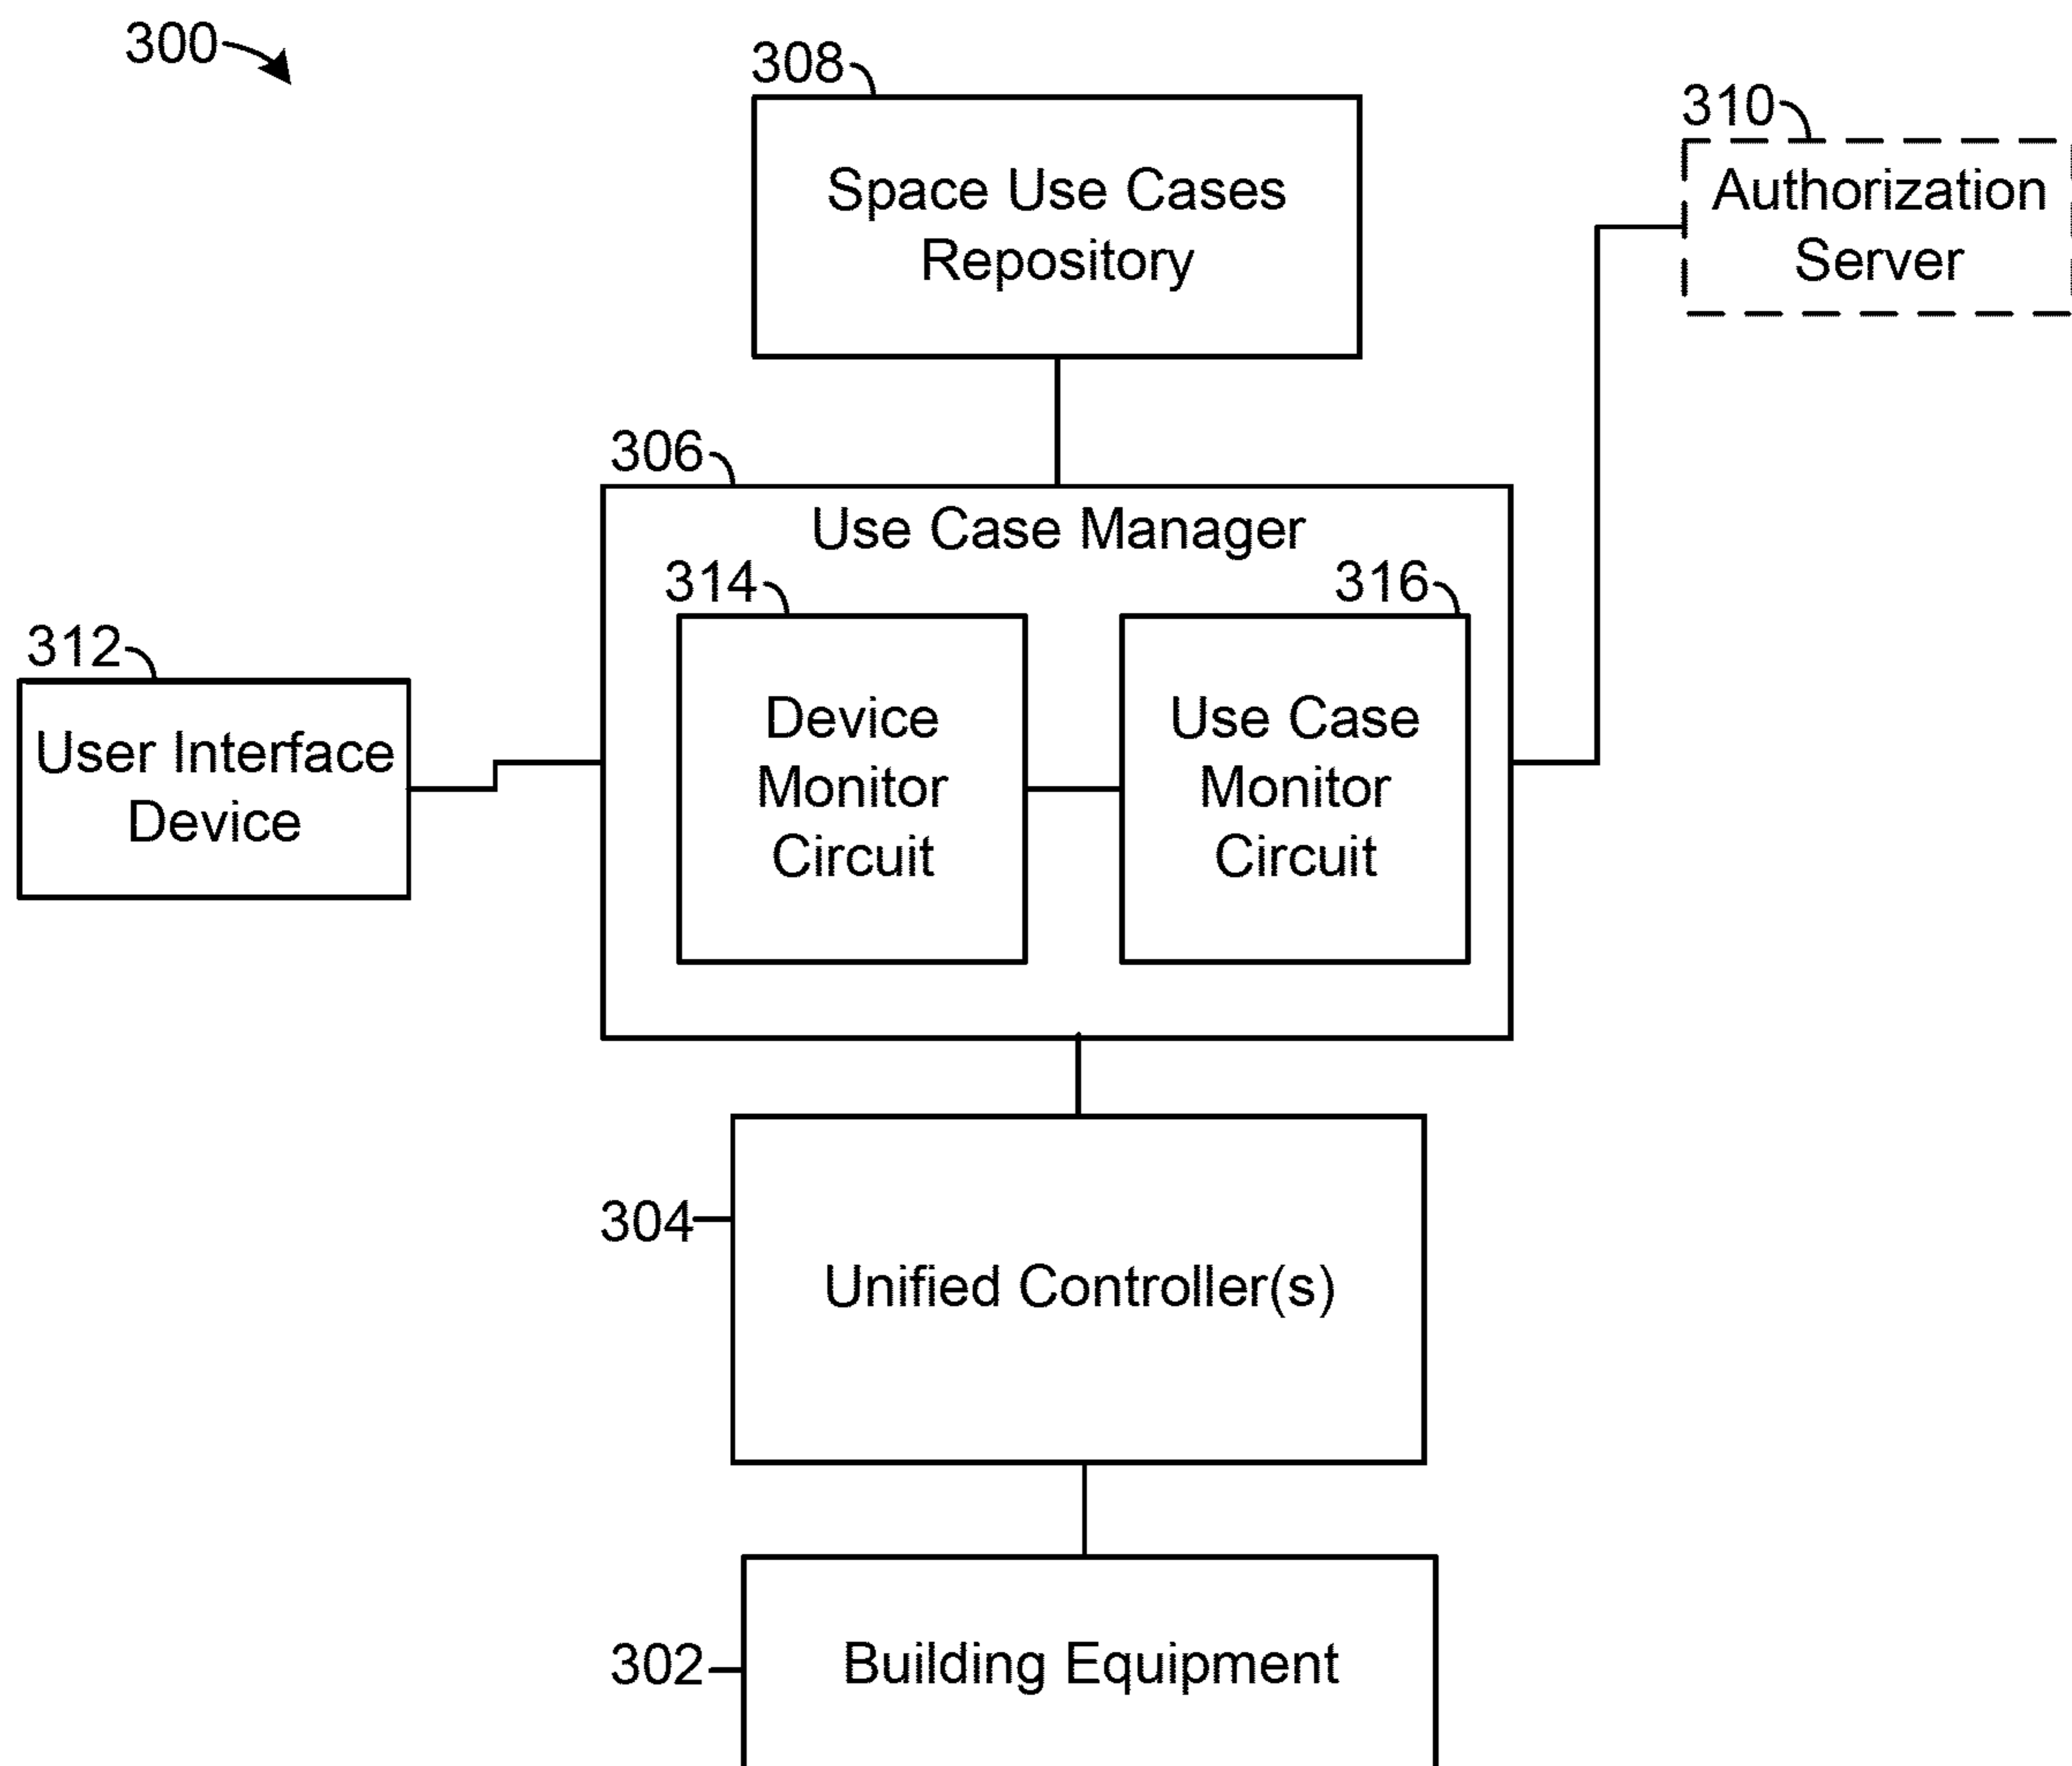 300
308
Space Use Cases
Repository
310
Authorization
Server
306
Use Case Manager
314
Device
Monitor
Circuit
316
Use Case
Monitor
Circuit
312
User Interface
Device
304
Unified Controller(s)
302
Building Equipment